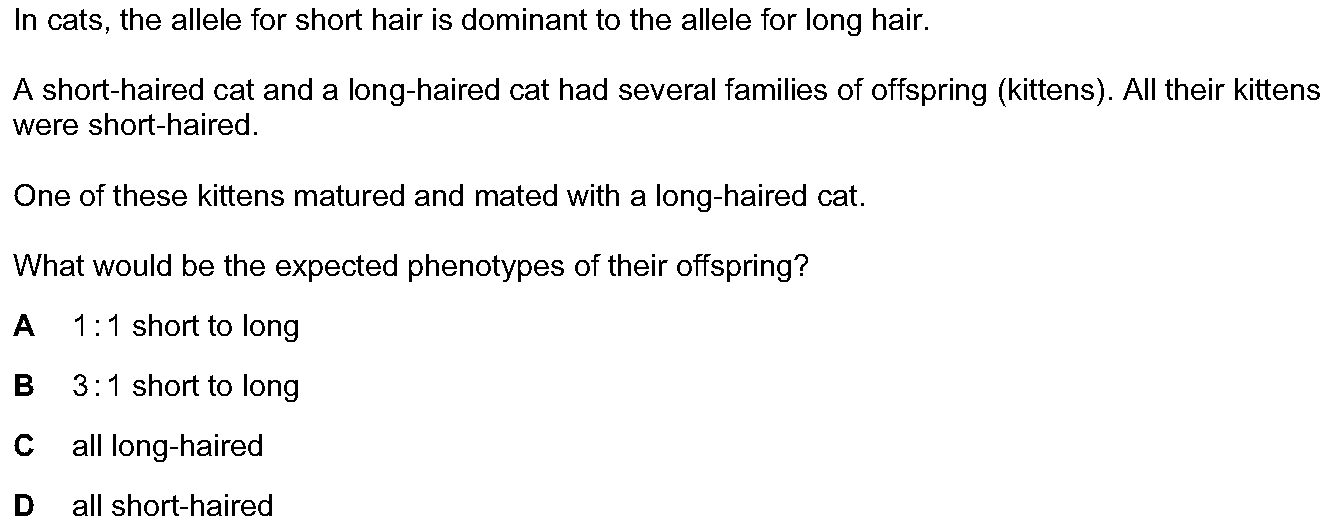 In cats, the allele for short hair is dominant to the allele for long hair.
A short-haired cat and a long-haired cat had several families of offspring (kittens). All their kittens
were short-haired.
One of these kittens matured and mated with a long-haired cat.
What would be the expected phenotypes of their offspring?
A 1 : 1 short to long
B 3 : 1 short to long
C all long-haired
D all short-haired